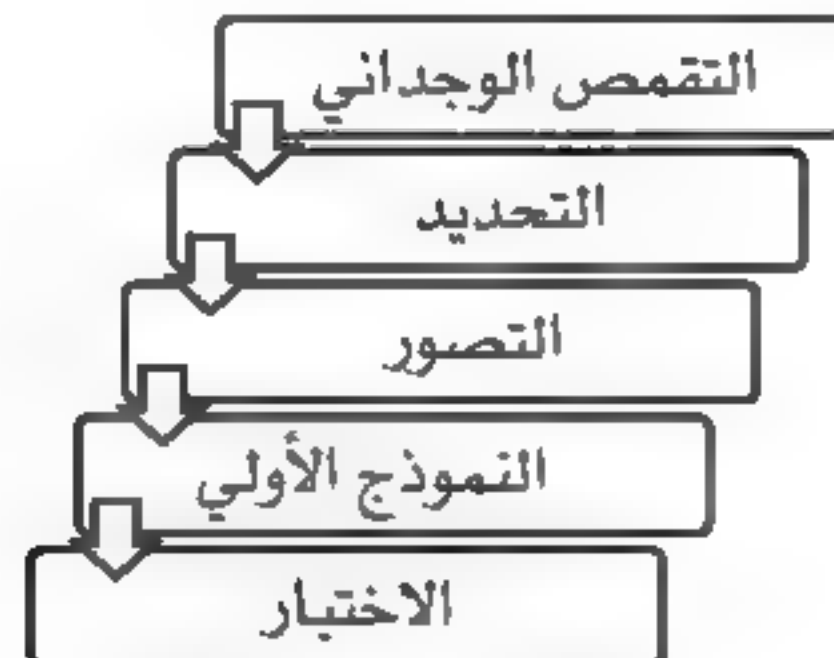 التقمص الوجداني
التحديد
التصور
النموذج الأولي
الاختبار